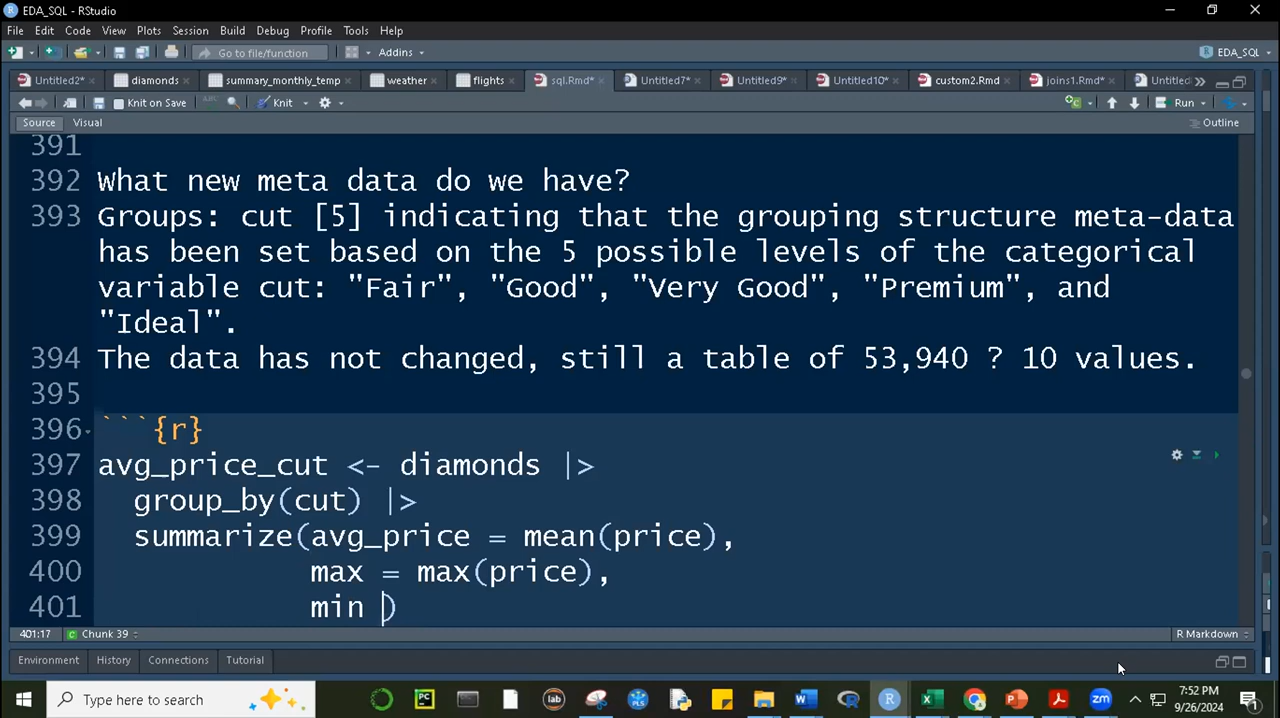 EDA_SQL - RStudio
File Edit Code View Plots Session Build Debug Profile Tools Help
Go to file/function Addins EDA_SQL
Untitled2* diamonds summary_monthly_temp weather flights sql.Rmd* Untitled7* Untitled9* Untitled10* custom2.Rmd joins1.Rmd* Untitled
Knit on Save ABC Knit Run
Source Visual Outline
391
392 What new meta data do we have?
393 Groups: cut [5] indicating that the grouping structure meta-data
has been set based on the 5 possible levels of the categorical
variable cut: "Fair", "Good", "Very Good", "Premium", and
"Ideal".
394 The data has not changed, still a table of 53,940 ? 10 values.
395
396 ```{r}
397 avg_price_cut <- diamonds |>
398 group_by(cut) |>
399 summarize(avg_price = mean(price),
400 max = max(price),
401 min )
401:17 Chunk 39 R Markdown
Environment History Connections Tutorial
Type here to search
7:52 PM
9/26/2024